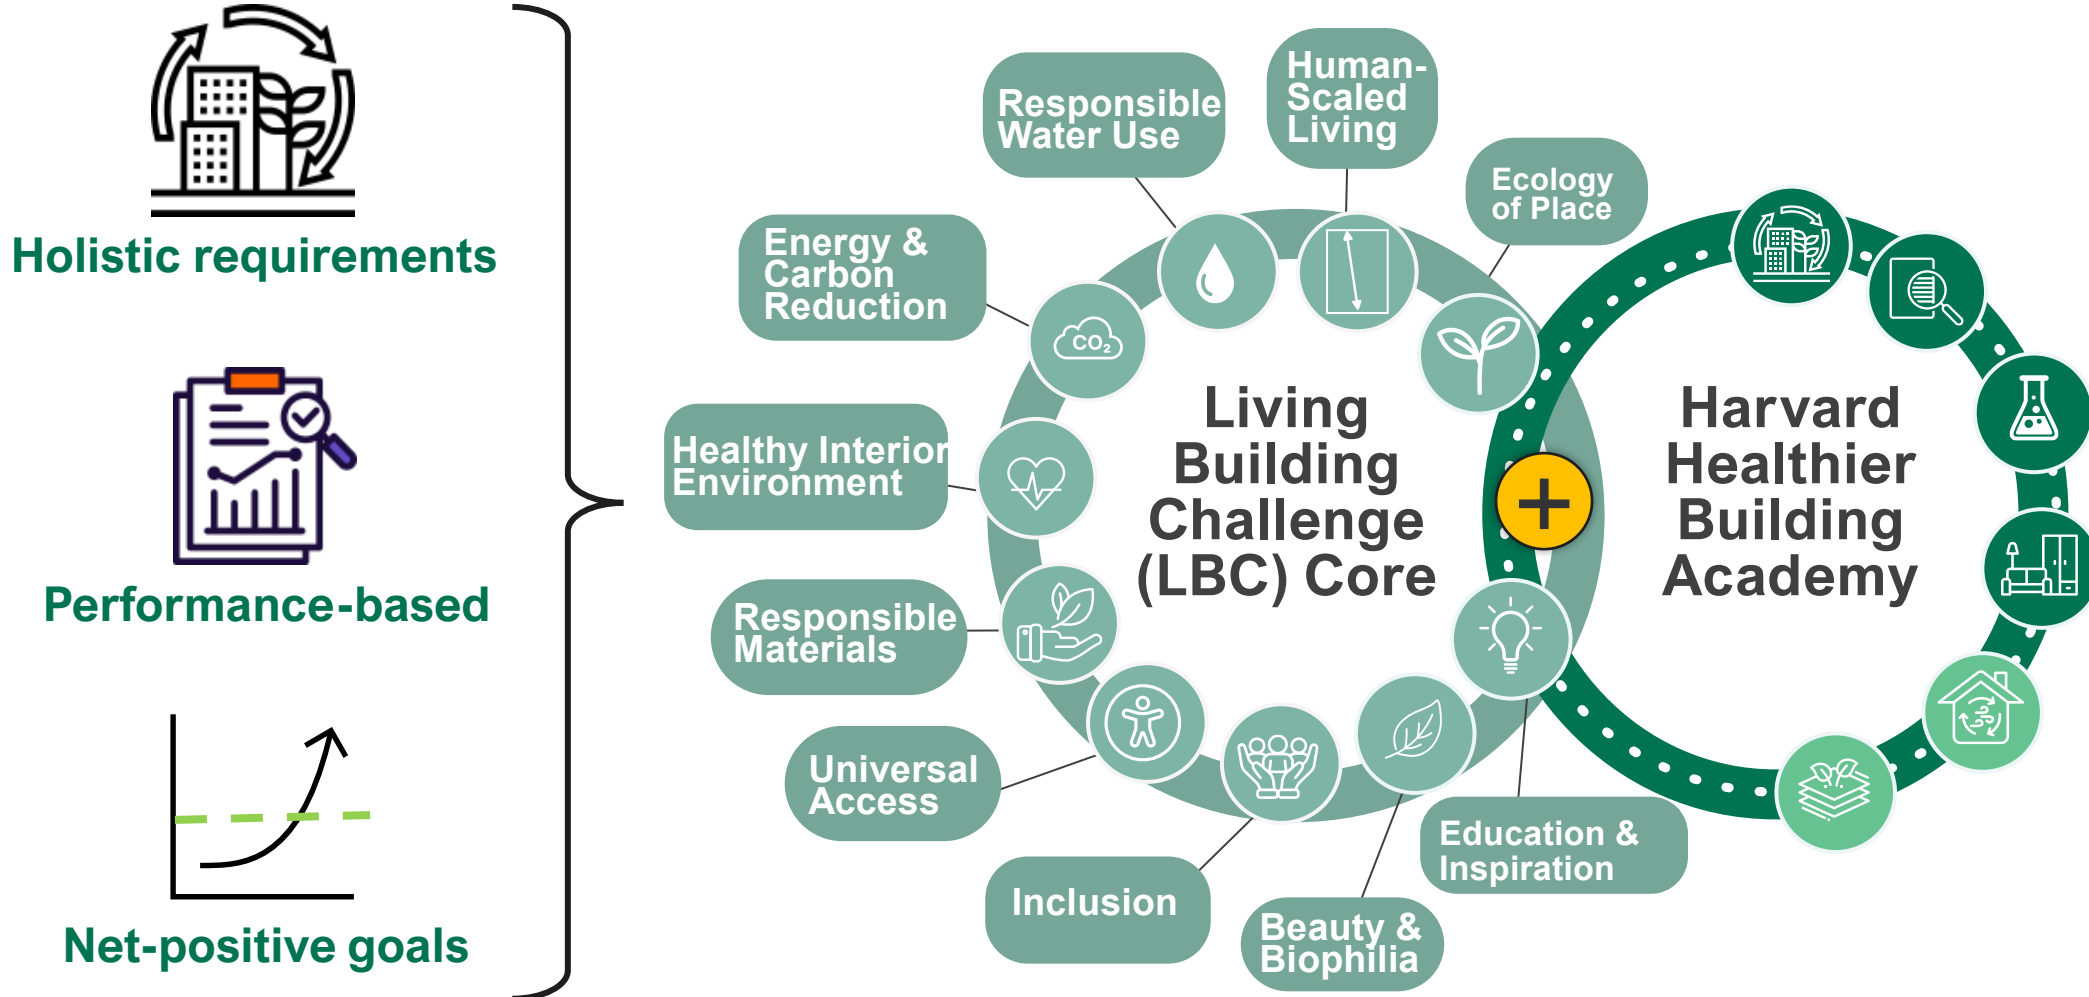 Holistic requirements
Performance-based
Net-positive goals
Responsible
Water Use
Human-
Scaled
Living
Ecology
of Place
Energy &
Carbon
Reduction
CO₂
Healthy Interior
Environment
Responsible
Materials
Universal
Access
Inclusion
Beauty &
Biophilia
Education &
Inspiration
Living
Building
Challenge
(LBC) Core
+
Harvard
Healthier
Building
Academy